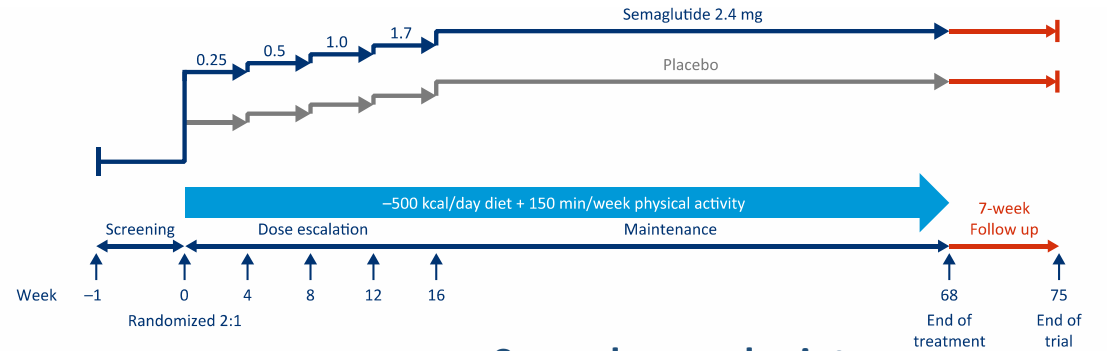 Semaglutide 2.4 mg
1.7
1.0
0.5
0.25
Placebo
–500 kcal/day diet + 150 min/week physical activity
7-week
Follow up
Screening
Dose escalation
Maintenance
Week
–1
0
4
8
12
16
68
75
Randomized 2:1
End of
treatment
End of
trial